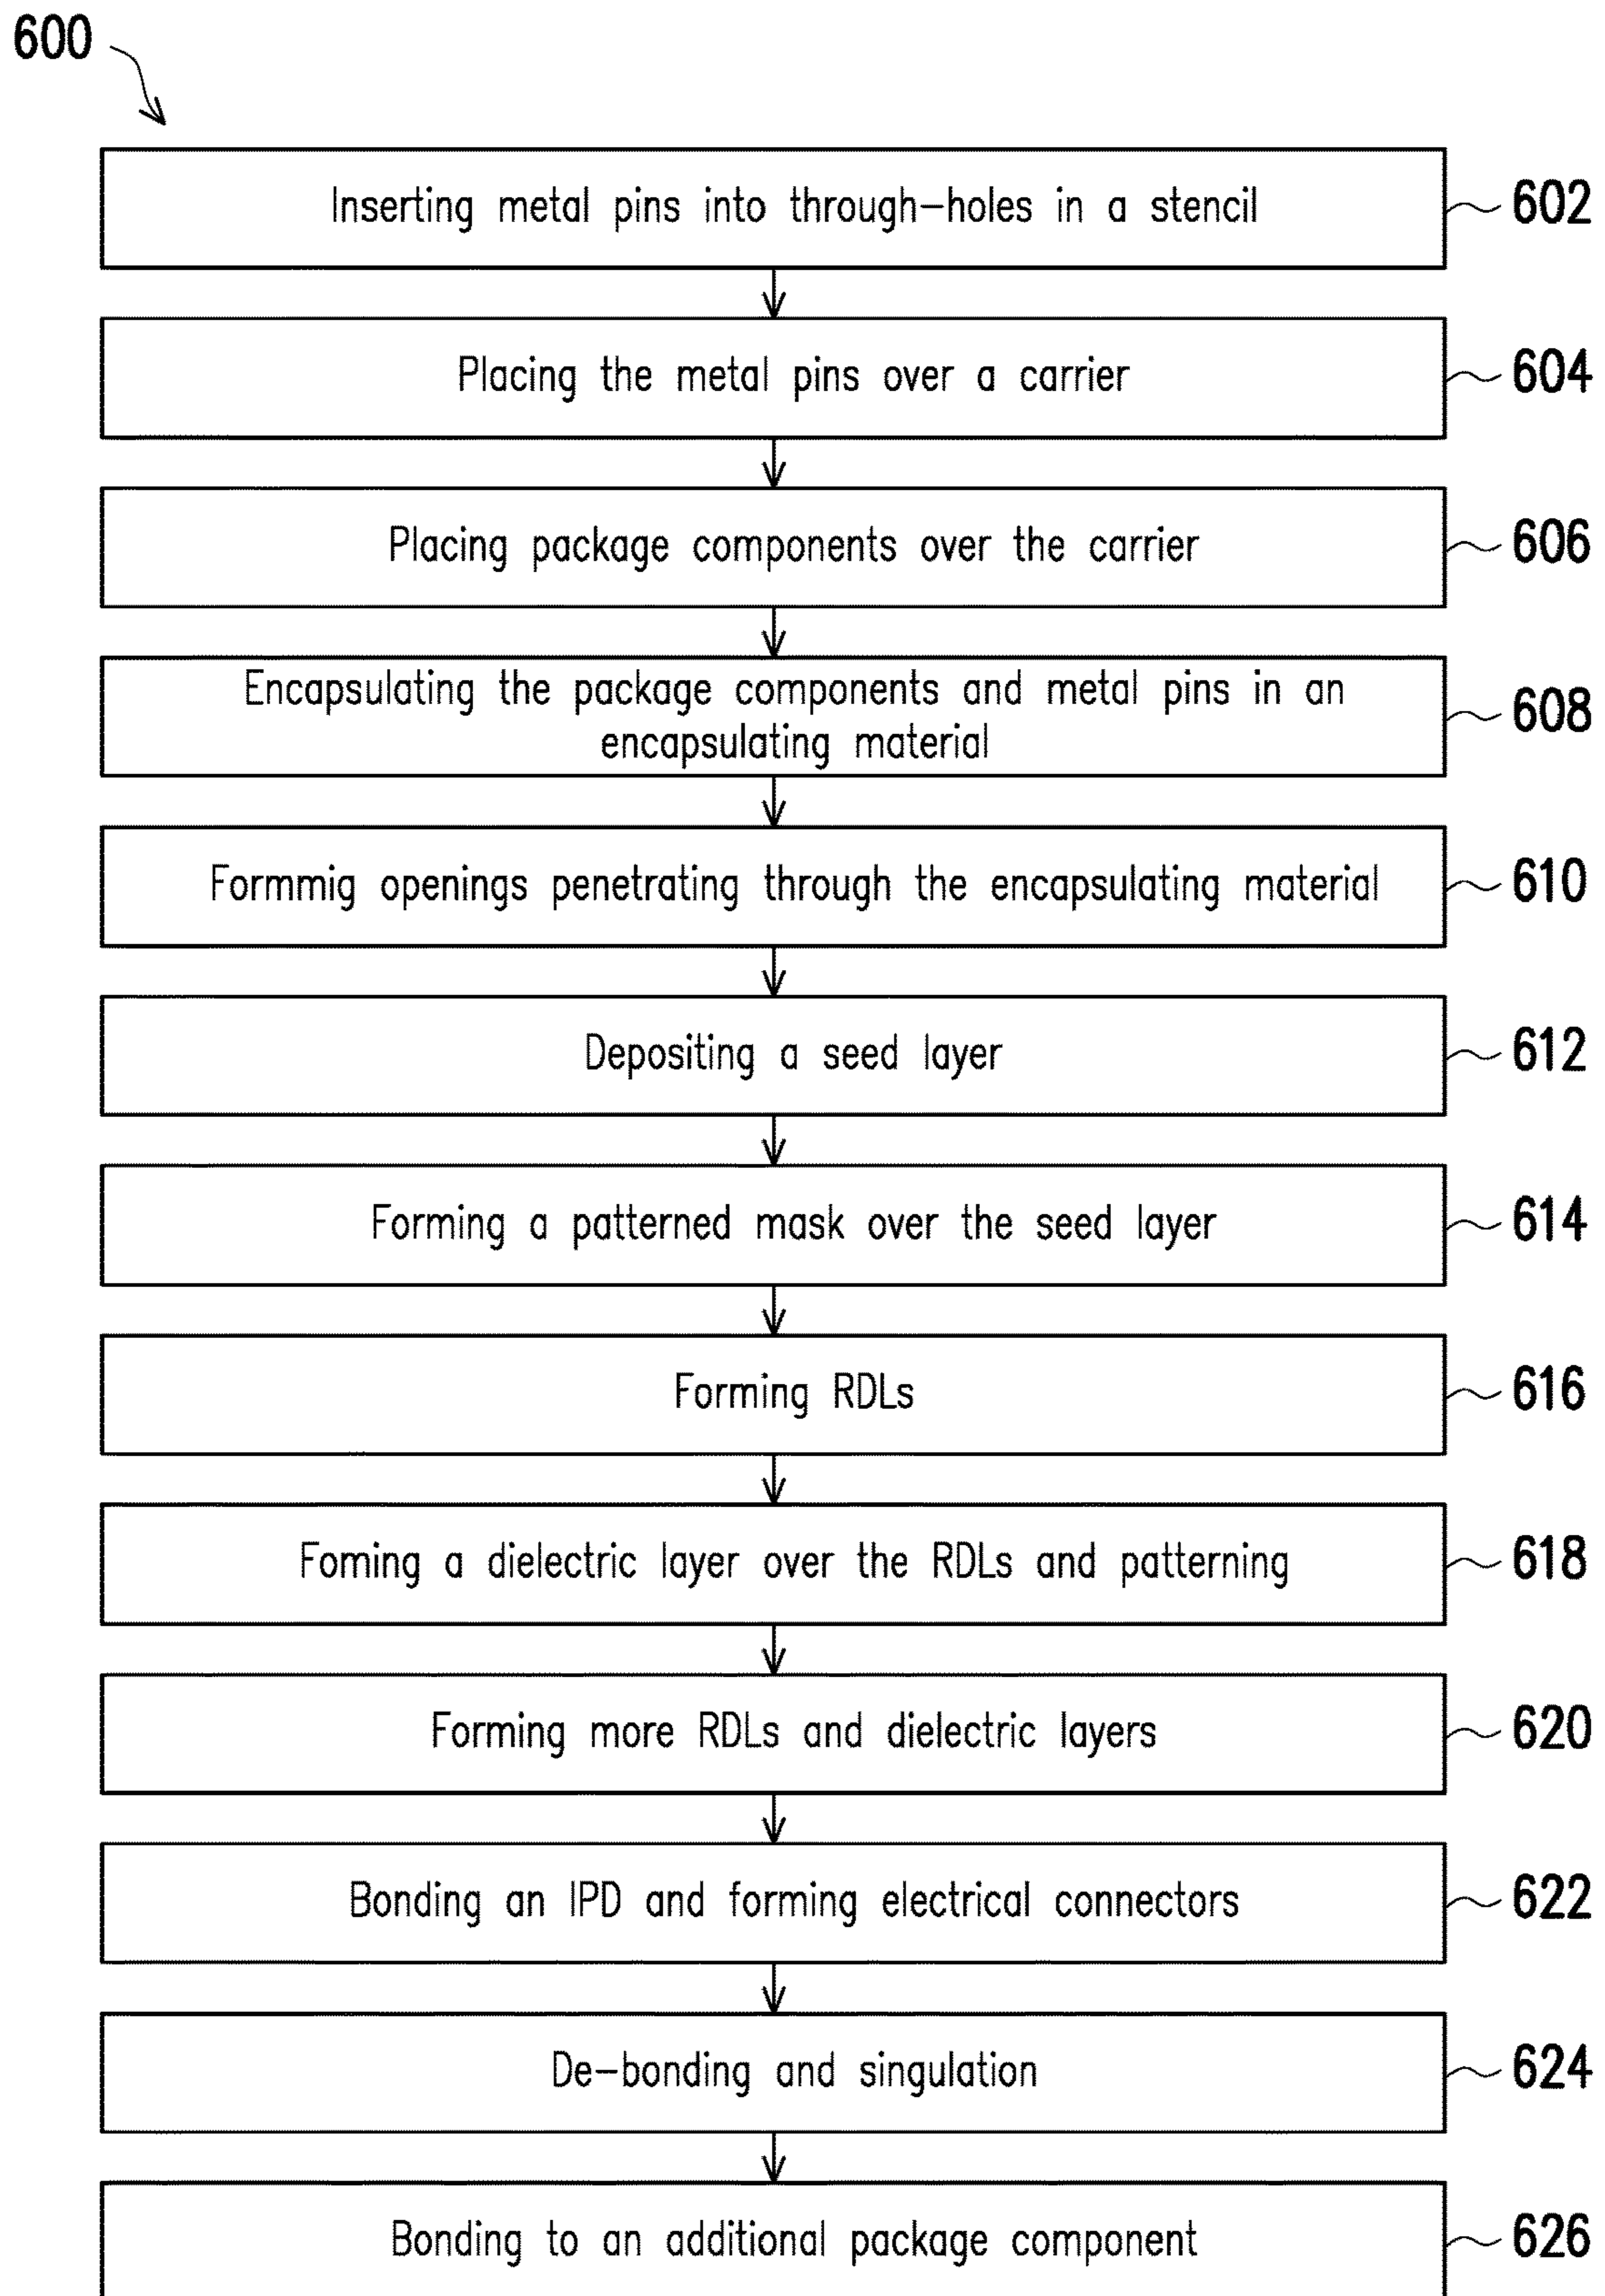 600
Inserting metal pins into through-holes in a stencil
602
Placing the metal pins over a carrier
604
Placing package components over the carrier
606
Encapsulating the package components and metal pins in an
encapsulating material
608
Formmig openings penetrating through the encapsulating material
610
Depositing a seed layer
612
Forming a patterned mask over the seed layer
614
Forming RDLs
616
Foming a dielectric layer over the RDLs and patterning
618
Forming more RDLs and dielectric layers
620
Bonding an IPD and forming electrical connectors
622
De-bonding and singulation
624
Bonding to an additional package component
626